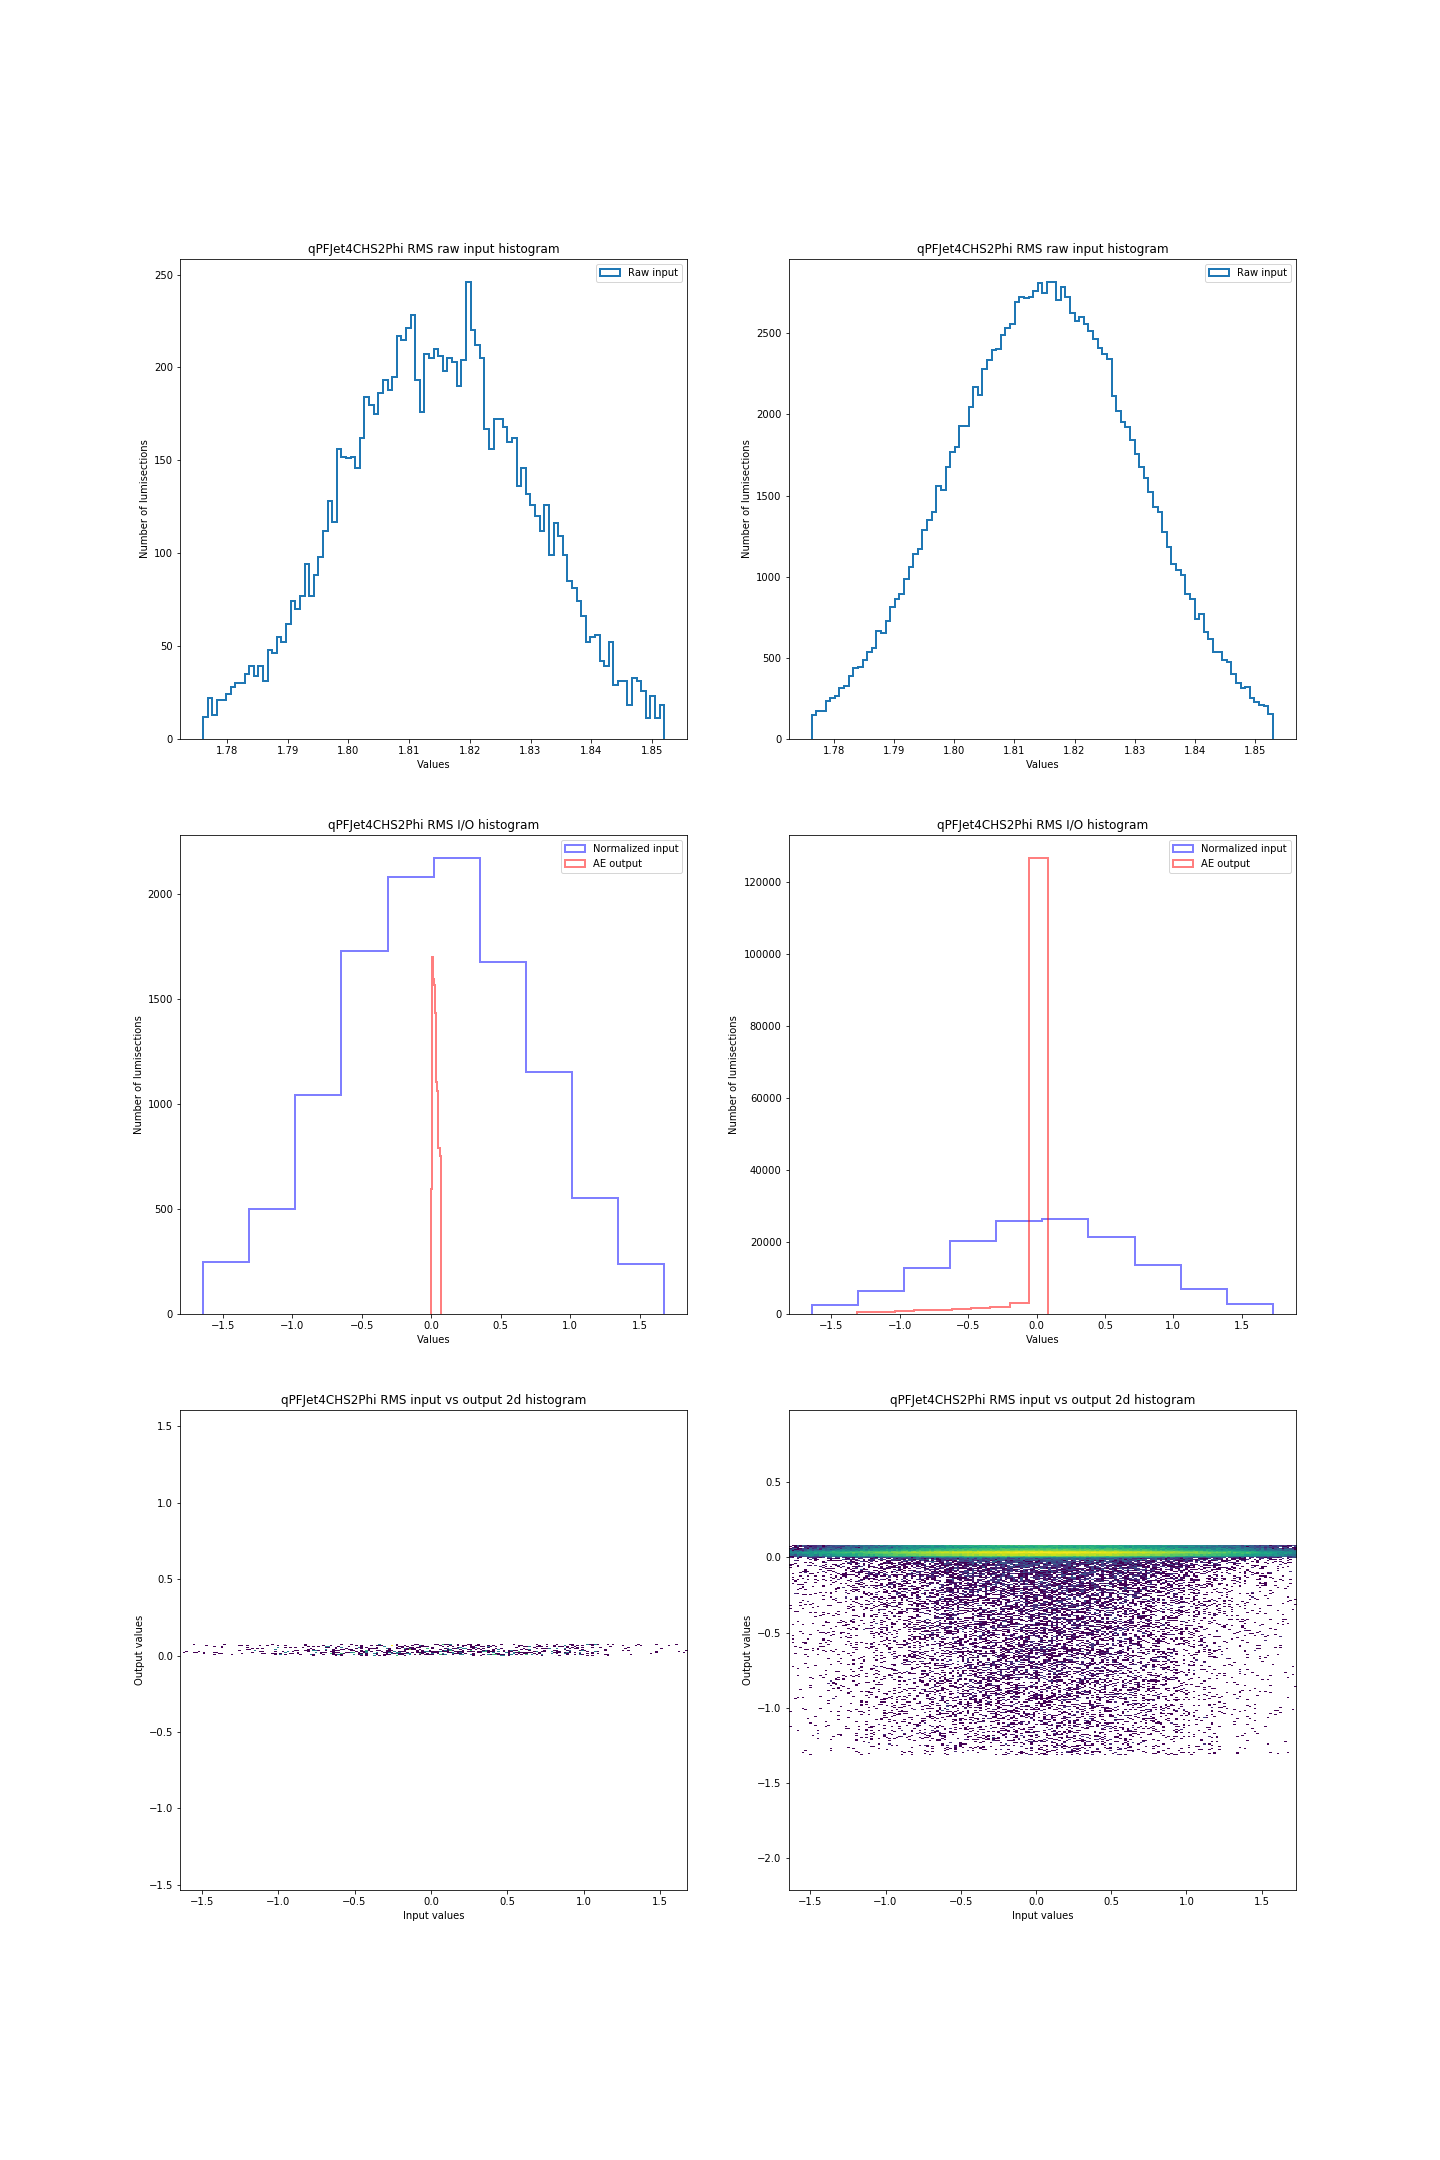 qPFJet4CHS2Phi RMS raw input histogram
Raw input
250
200
150
100
50
0
Number of lumisections
1.78 1.79 1.80 1.81 1.82 1.83 1.84 1.85
Values
qPFJet4CHS2Phi RMS raw input histogram
Raw input
2500
2000
1500
1000
500
0
Number of lumisections
1.78 1.79 1.80 1.81 1.82 1.83 1.84 1.85
Values
qPFJet4CHS2Phi RMS I/O histogram
Normalized input
AE output
2000
1500
1000
500
0
Number of lumisections
−1.5 −1.0 −0.5 0.0 0.5 1.0 1.5
Values
qPFJet4CHS2Phi RMS I/O histogram
Normalized input
AE output
120000
100000
80000
60000
40000
20000
0
Number of lumisections
−1.5 −1.0 −0.5 0.0 0.5 1.0 1.5
Values
qPFJet4CHS2Phi RMS input vs output 2d histogram
1.5
1.0
0.5
0.0
−0.5
−1.0
−1.5
Output values
−1.5 −1.0 −0.5 0.0 0.5 1.0 1.5
Input values
qPFJet4CHS2Phi RMS input vs output 2d histogram
0.5
0.0
−0.5
−1.0
−1.5
−2.0
Output values
−1.5 −1.0 −0.5 0.0 0.5 1.0 1.5
Input values